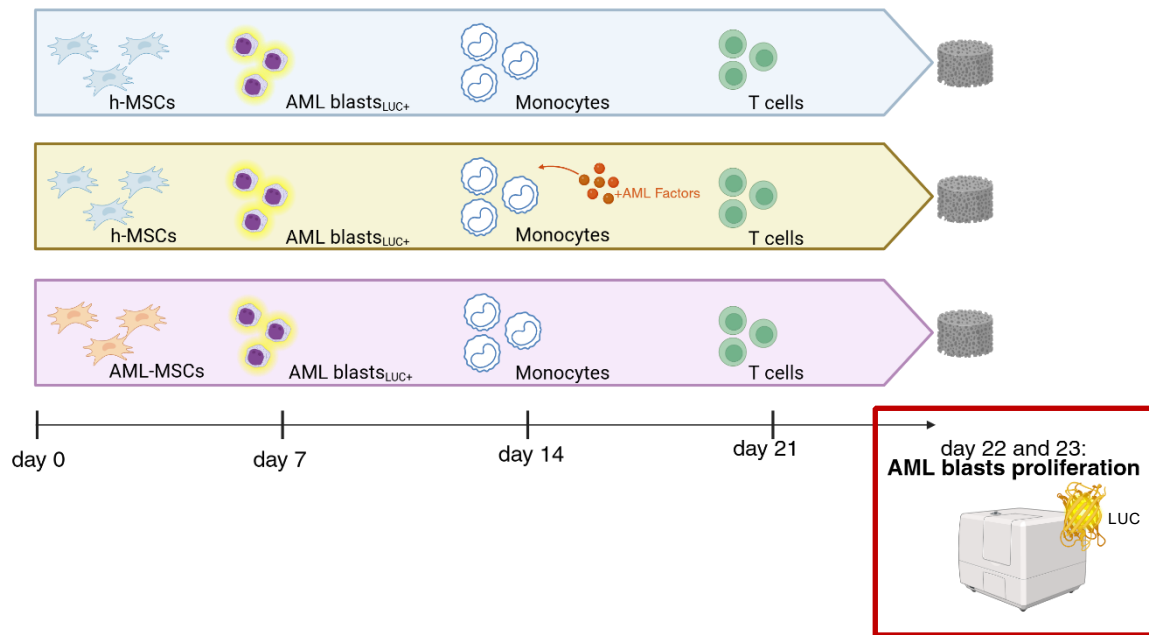 h-MSCs
AML blastsLUC+
Monocytes
T cells
+AML Factors
h-MSCs
AML blastsLUC+
Monocytes
T cells
AML-MSCs
AML blastsLUC+
Monocytes
T cells
day 0
day 7
day 14
day 21
day 22 and 23:
AML blasts proliferation
LUC